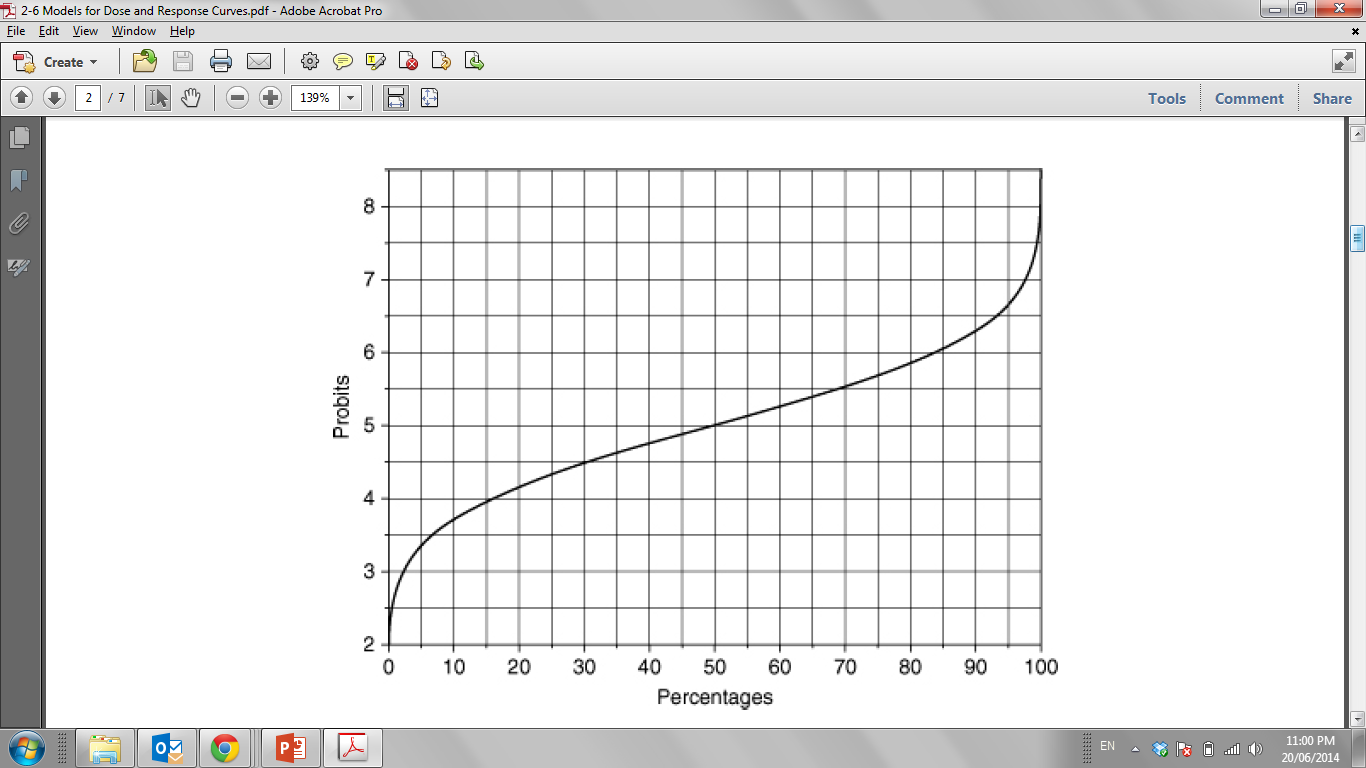 2-6 Models for Dose and Response Curves.pdf - Adobe Acrobat Pro
File Edit View Window Help
Create
2 / 7 139% Tools Comment Share
8
7
6
5
4
3
2
Probits
0 10 20 30 40 50 60 70 80 90 100
Percentages
EN
11:00 PM
20/06/2014